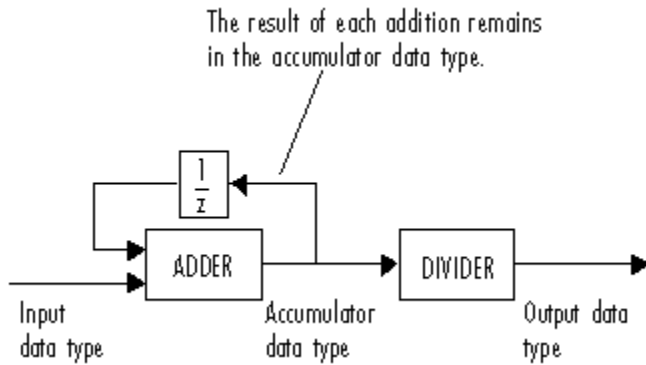 The result of each addition remains
in the accumulator data type.
1
z
ADDER
DIVIDER
Input
data type
Accumulator
data type
Output data
type